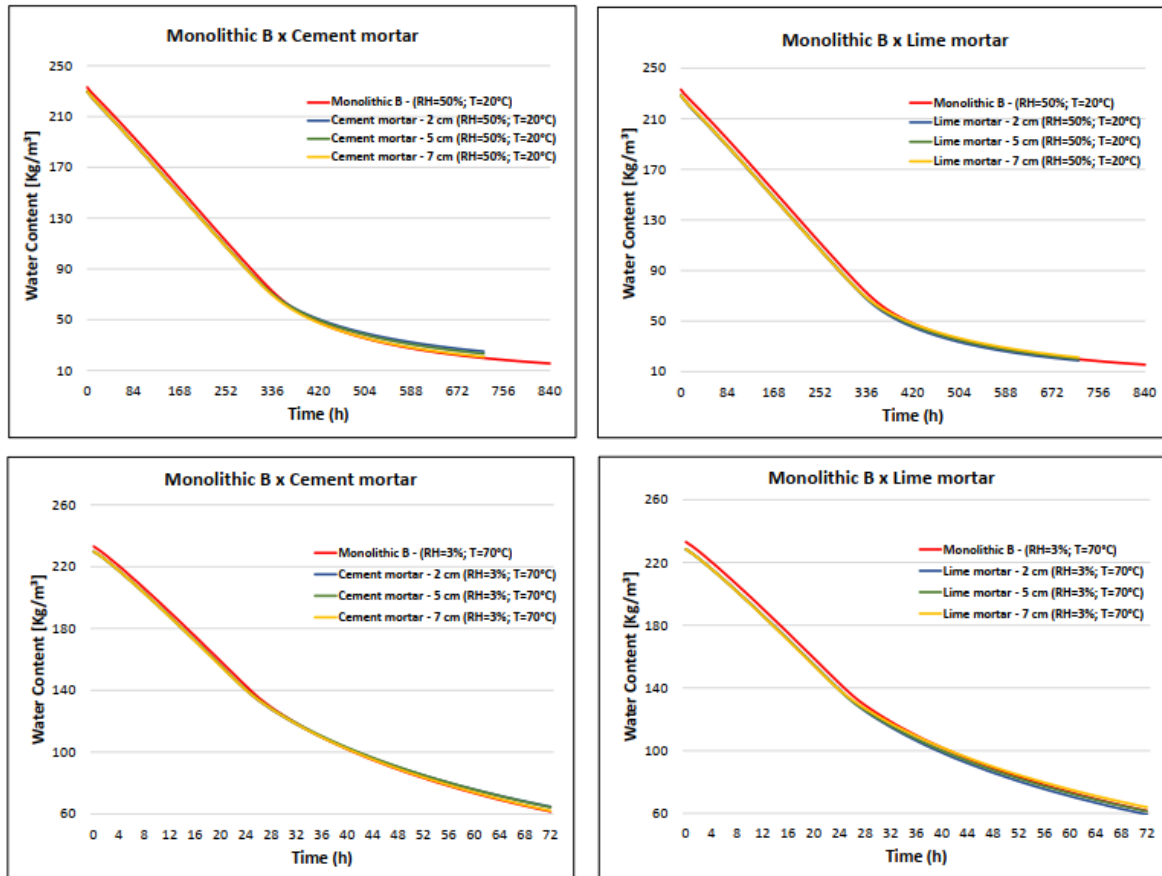 Monolithic B x Cement mortar
Water Content [Kg/m³]
250
210
170
130
90
50
10
Monolithic B - (RH=50%; T=20°C)
Cement mortar - 2 cm (RH=50%; T=20°C)
Cement mortar - 5 cm (RH=50%; T=20°C)
Cement mortar - 7 cm (RH=50%; T=20°C)
0 84 168 252 336 420 504 588 672 756 840
Time (h)
Monolithic B x Lime mortar
Water Content [Kg/m³]
250
210
170
130
90
50
10
Monolithic B - (RH=50%; T=20°C)
Lime mortar - 2 cm (RH=50%; T=20°C)
Lime mortar - 5 cm (RH=50%; T=20°C)
Lime mortar - 7 cm (RH=50%; T=20°C)
0 84 168 252 336 420 504 588 672 756 840
Time (h)
Monolithic B x Cement mortar
Water Content [Kg/m³]
260
220
180
140
100
60
Monolithic B - (RH=3%; T=70°C)
Cement mortar - 2 cm (RH=3%; T=70°C)
Cement mortar - 5 cm (RH=3%; T=70°C)
Cement mortar - 7 cm (RH=3%; T=70°C)
0 4 8 12 16 20 24 28 32 36 40 44 48 52 56 60 64 68 72
Time (h)
Monolithic B x Lime mortar
Water Content [Kg/m³]
260
220
180
140
100
60
Monolithic B - (RH=3%; T=70°C)
Lime mortar - 2 cm (RH=3%; T=70°C)
Lime mortar - 5 cm (RH=3%; T=70°C)
Lime mortar - 7 cm (RH=3%; T=70°C)
0 4 8 12 16 20 24 28 32 36 40 44 48 52 56 60 64 68 72
Time (h)